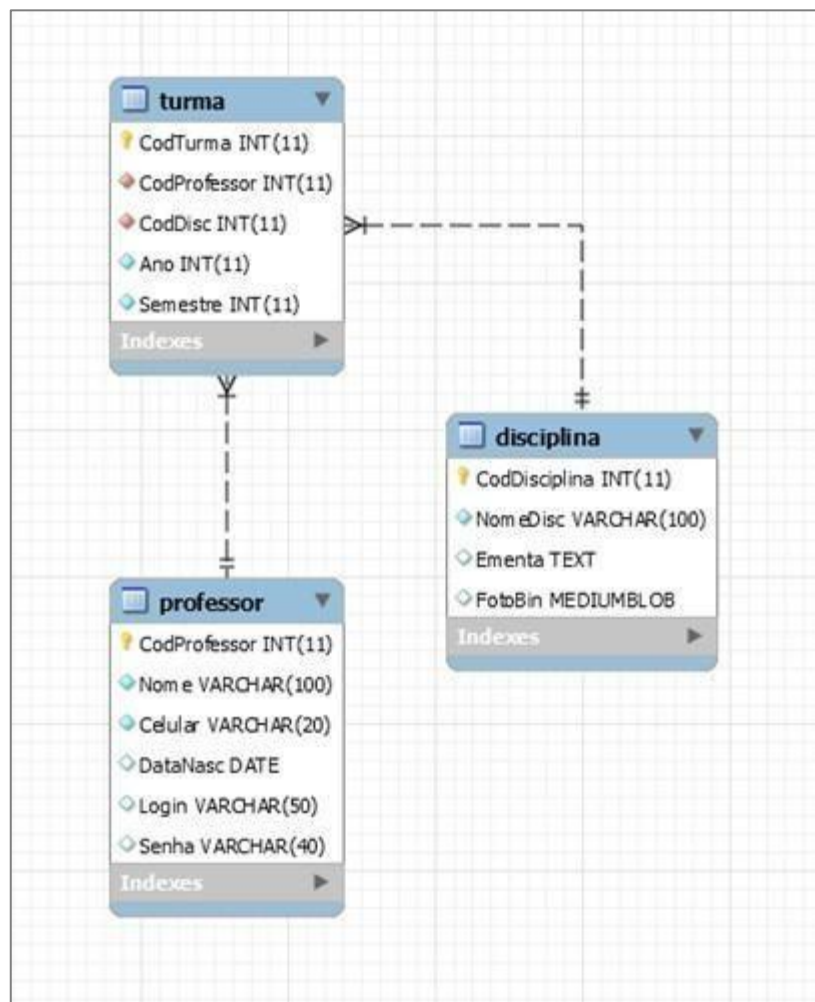 turma
CodTurma INT(11)
CodProfessor INT(11)
CodDisc INT(11)
Ano INT(11)
Semestre INT(11)
Indexes
disciplina
CodDisciplina INT(11)
NomeDisc VARCHAR(100)
Ementa TEXT
FotoBin MEDIUMBLOB
Indexes
professor
CodProfessor INT(11)
Nome VARCHAR(100)
Celular VARCHAR(20)
DataNasc DATE
Login VARCHAR(50)
Senha VARCHAR(40)
Indexes